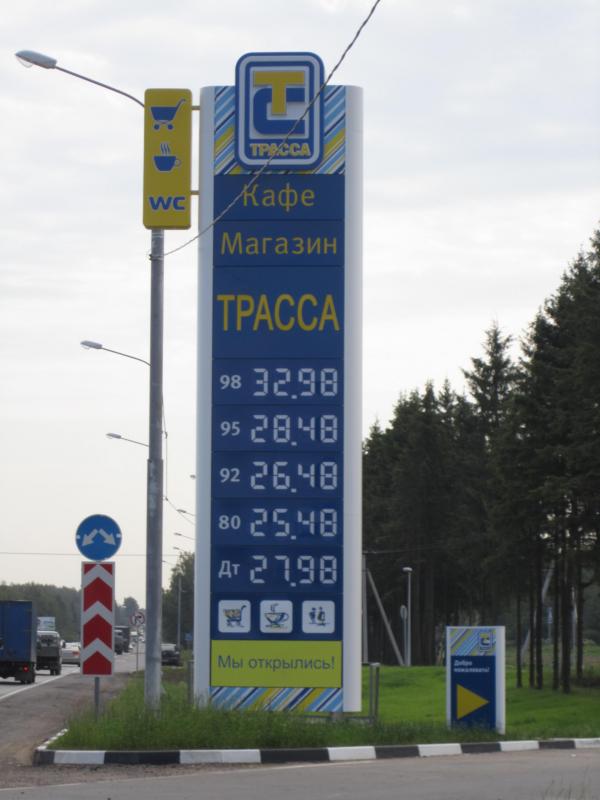 ТС
ТРАССА
WC
Кафе
Магазин
ТРАССА
98 32.98
95 28.48
92 26.48
80 25.48
Дт 27.98
Мы открылись!
Добро
пожаловать!